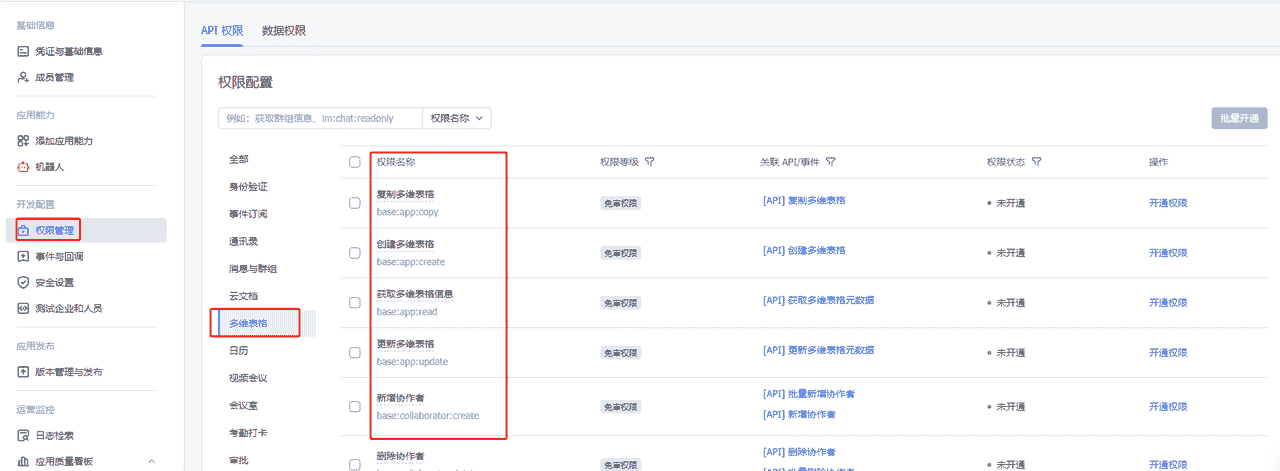 基础信息
凭证与基础信息
成员管理
应用能力
添加应用能力
机器人
开发配置
权限管理
事件与回调
安全设置
测试企业和人员
应用发布
版本管理与发布
运营监控
日志检索
应用质量看板
API 权限 数据权限
权限配置
例如：获取群组信息、im:chat:readonly 权限名称 批量开通
全部
身份验证
事件订阅
通讯录
消息与群组
云文档
多维表格
日历
视频会议
会议室
考勤打卡
审批
权限名称 权限等级 关联 API/事件 权限状态 操作
复制多维表格
base:app:copy
免审权限 [API] 复制多维表格 未开通 开通权限
创建多维表格
base:app:create
免审权限 [API] 创建多维表格 未开通 开通权限
获取多维表格信息
base:app:read
免审权限 [API] 获取多维表格元数据 未开通 开通权限
更新多维表格
base:app:update
免审权限 [API] 更新多维表格元数据 未开通 开通权限
新增协作者
base:collaborator:create
免审权限 [API] 批量新增协作者
[API] 新增协作者
未开通 开通权限
删除协作者
免审权限 [API] 删除协作者
未开通 开通权限